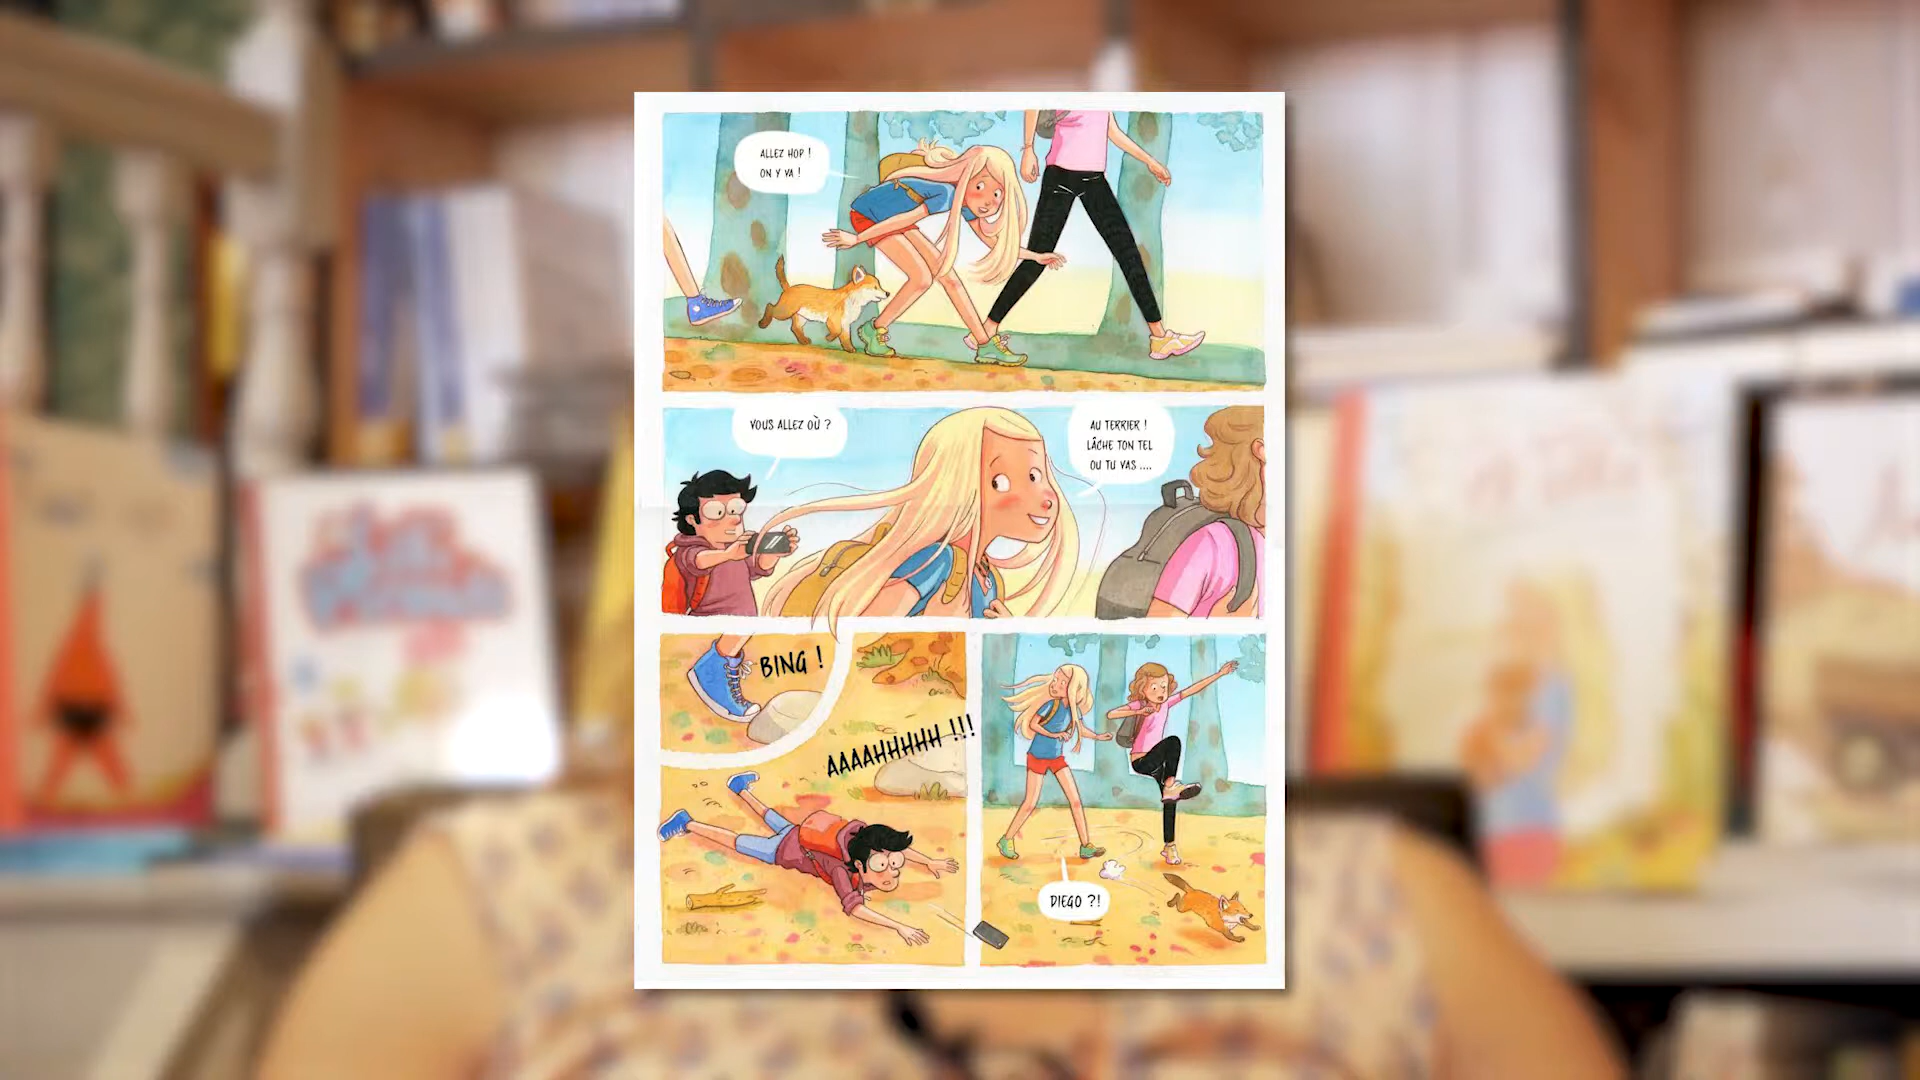 ALLEZ HOP !
ON Y VA !
VOUS ALLEZ OÙ ?
AU TERRIER !
LÂCHE TON TEL
OU TU VAS ....
BING !
AAAAHHHHH !!!
DIEGO ?!